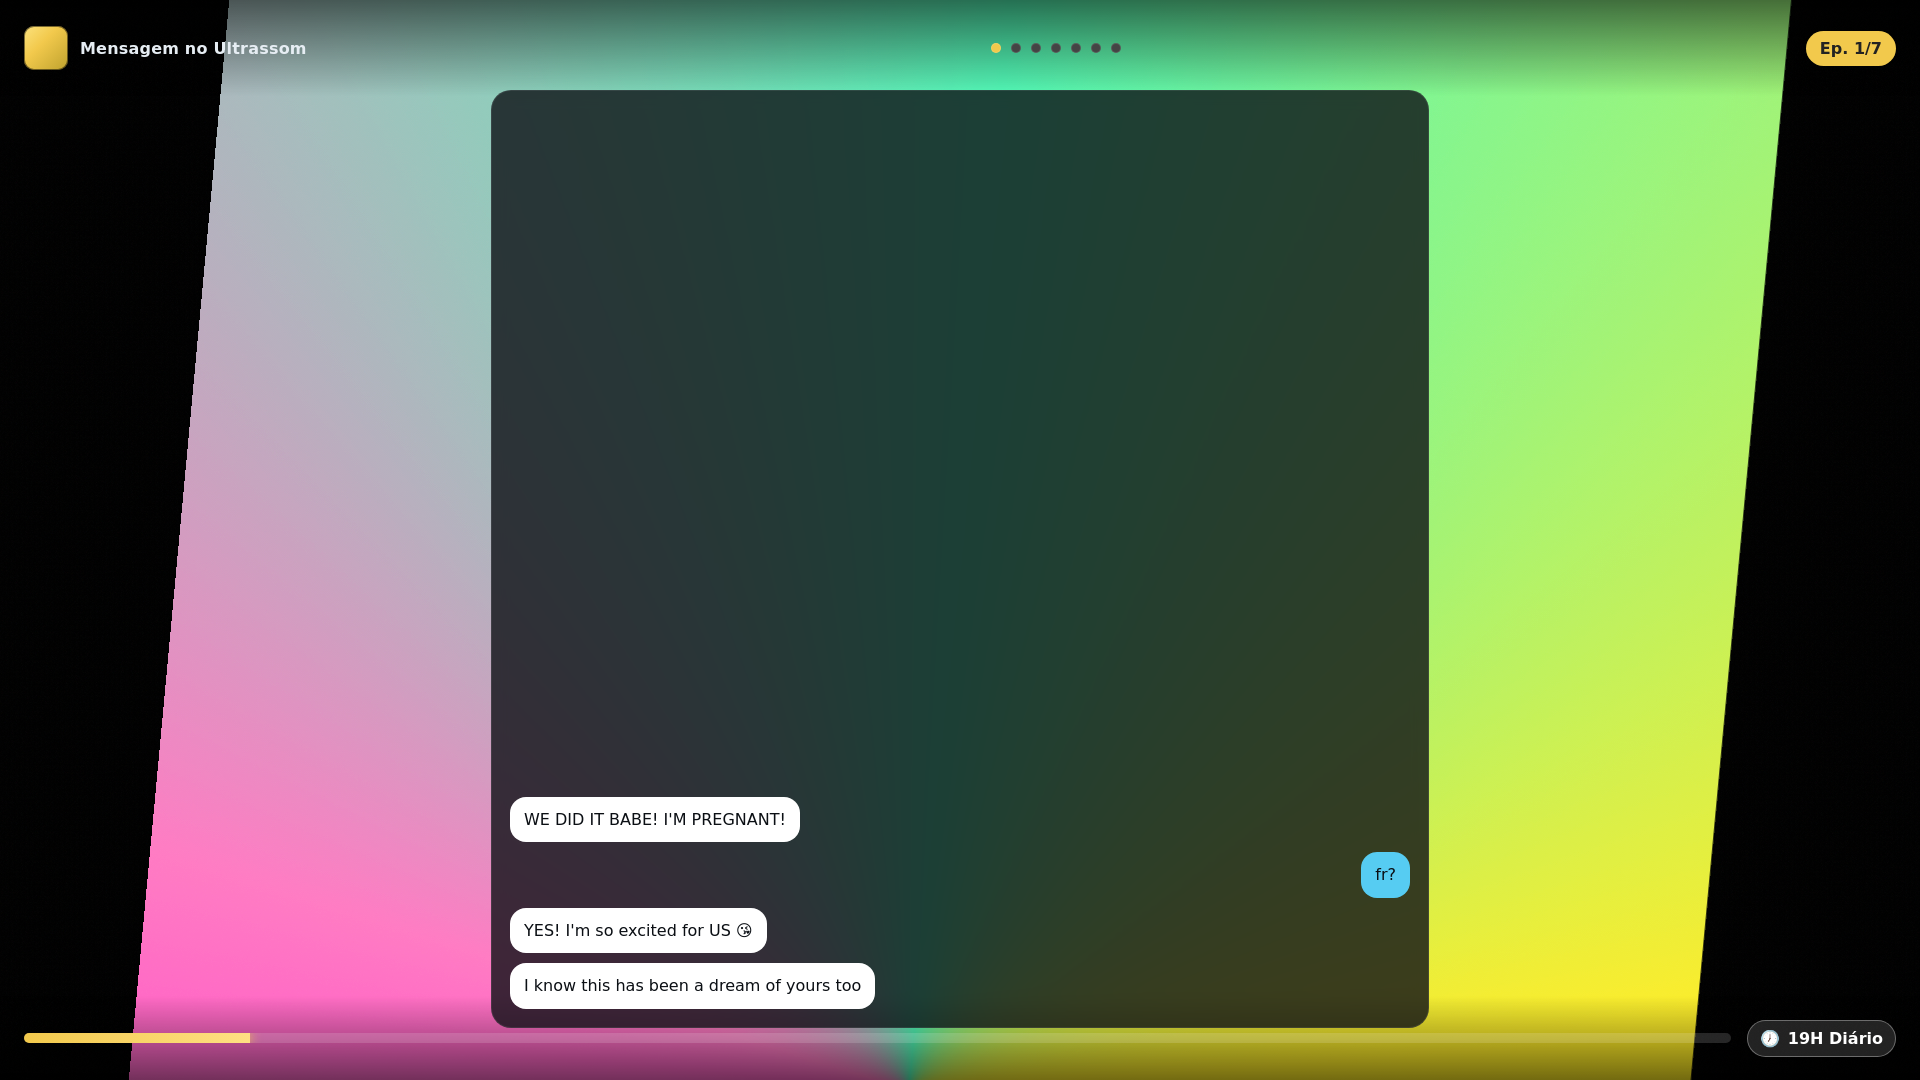 Mensagem no Ultrassom
Ep. 1/7
WE DID IT BABE! I'M PREGNANT!
fr?
YES! I'm so excited for US 😘
I know this has been a dream of yours too
🕖 19H Diário